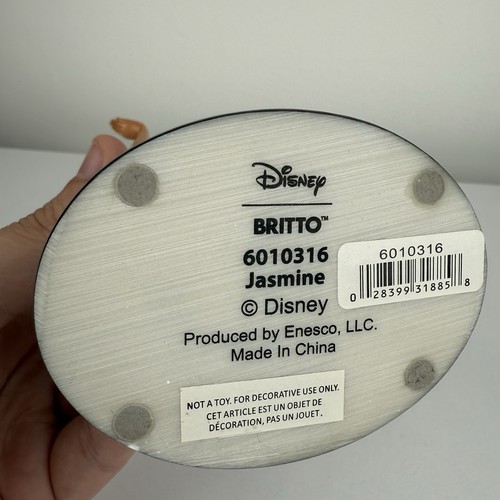 Disney
BRITTO™
6010316
Jasmine
© Disney
Produced by Enesco, LLC.
Made In China
6010316
0 28399 31885 8
NOT A TOY. FOR DECORATIVE USE ONLY.
CET ARTICLE EST UN OBJET DE
DÉCORATION, PAS UN JOUET.